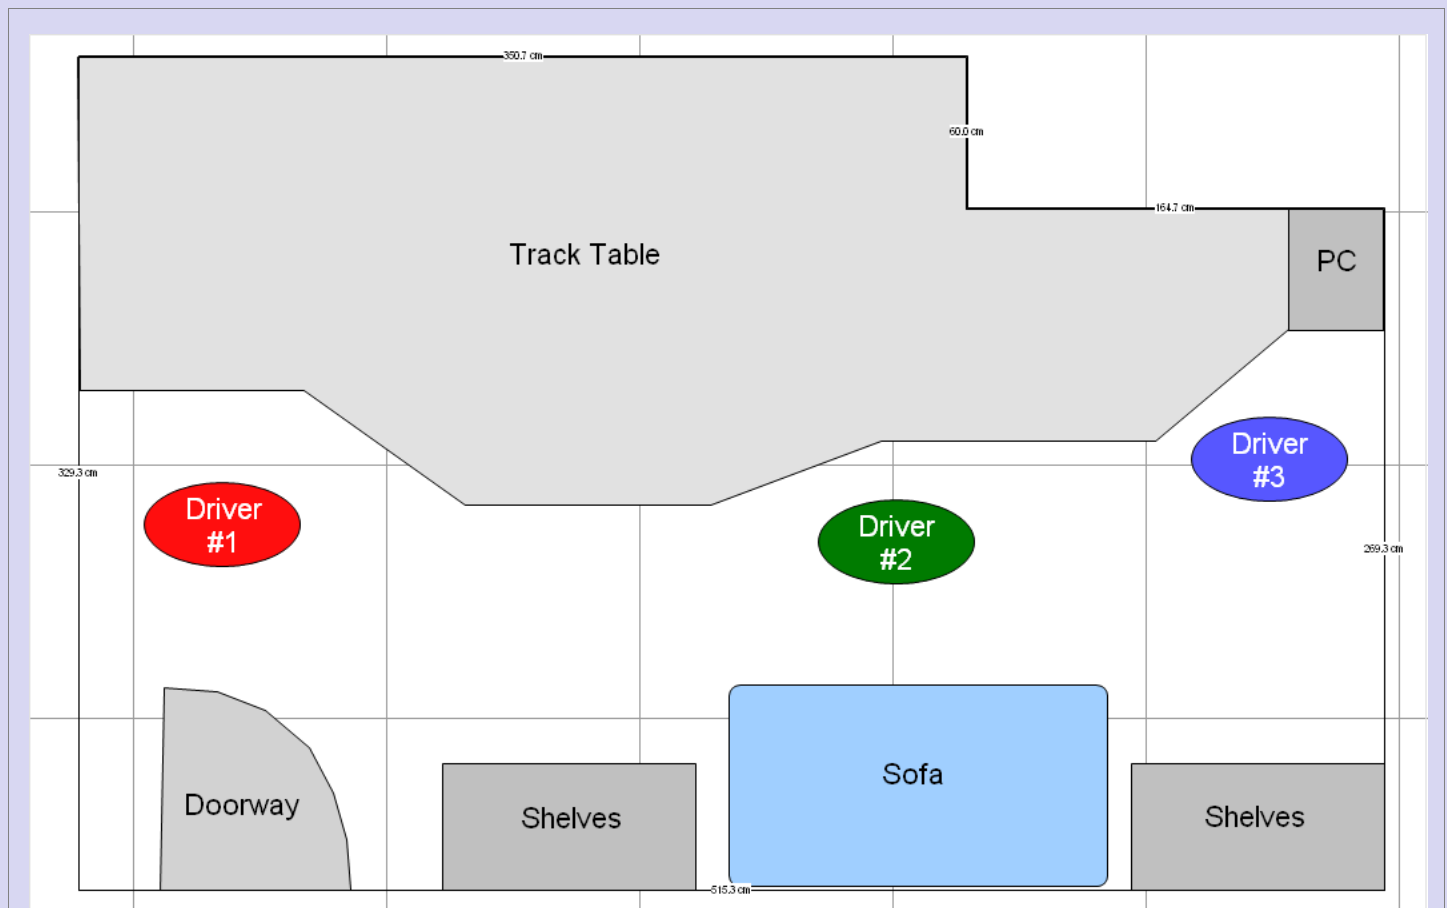 350.7 cm
60.0 cm
164.7 cm
Track Table
PC
Driver
#3
329.3 cm
Driver
#1
Driver
#2
269.3 cm
Sofa
Doorway
Shelves
Shelves
515.3 cm